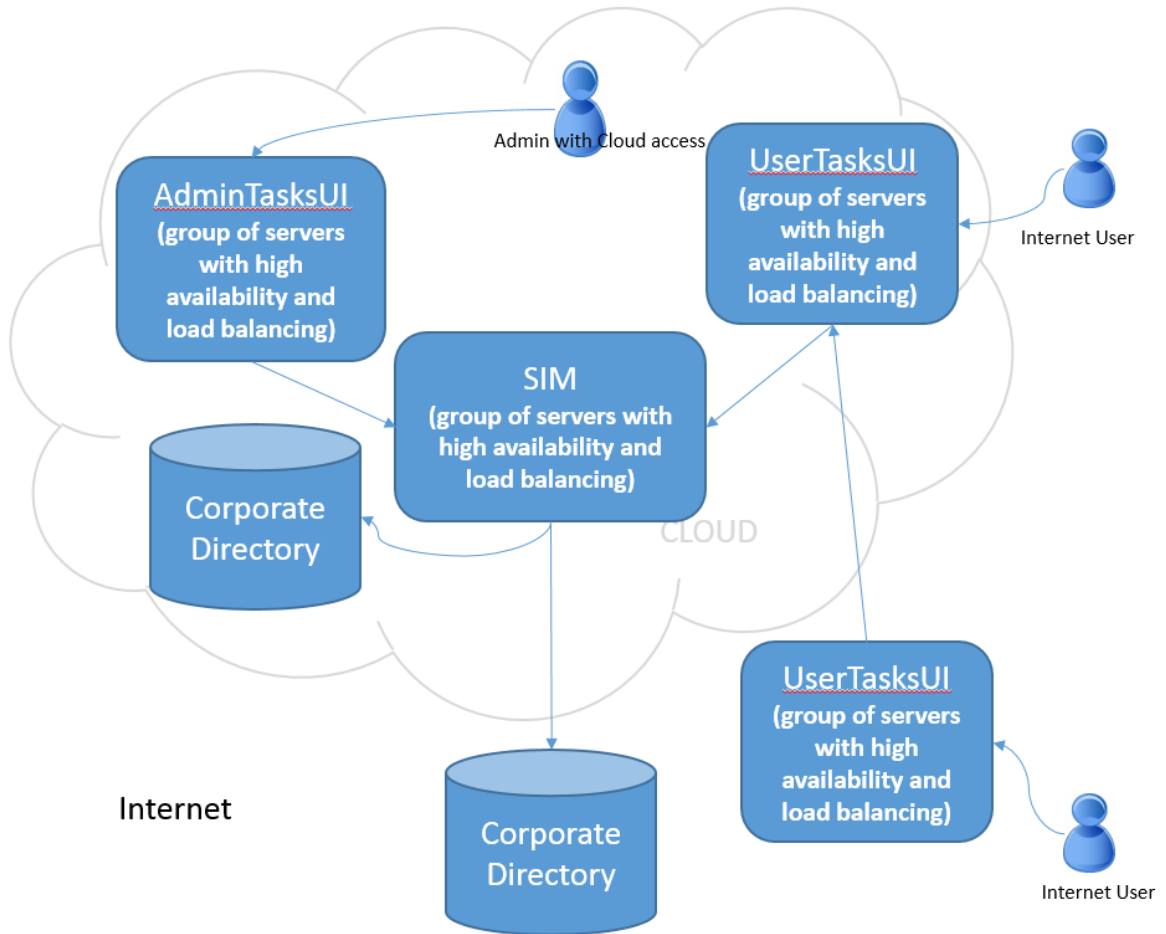 Admin with Cloud access
AdminTasksUI
(group of servers
with high
availability and
load balancing)
UserTasksUI
(group of servers
with high
availability and
load balancing)
Internet User
SIM
(group of servers with
high availability and
load balancing)
Corporate
Directory
CLOUD
UserTasksUI
(group of servers
with high
availability and
load balancing)
Internet
Corporate
Directory
Internet User